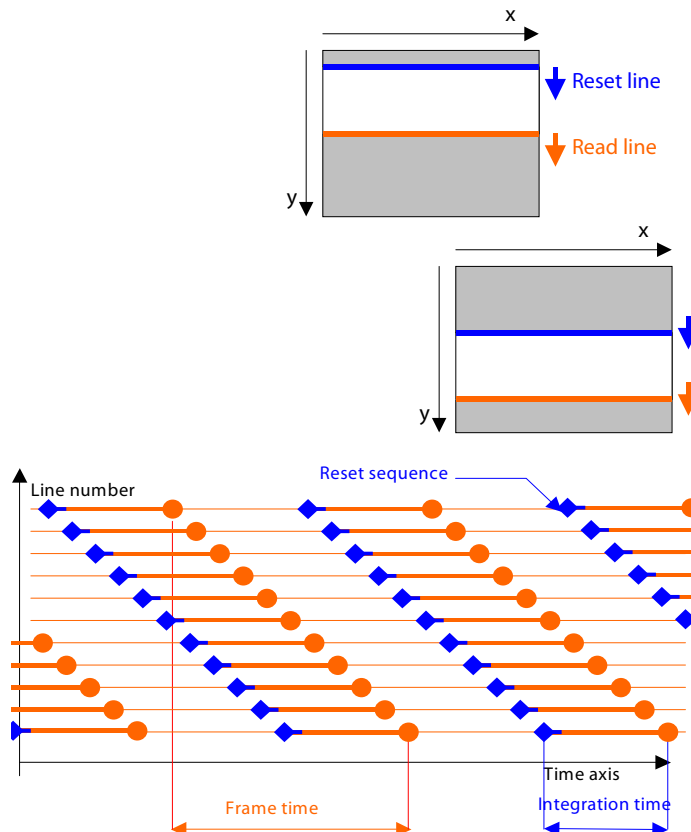 x
Reset line
Read line
y
x
y
Reset sequence
Line number
Time axis
Frame time
Integration time